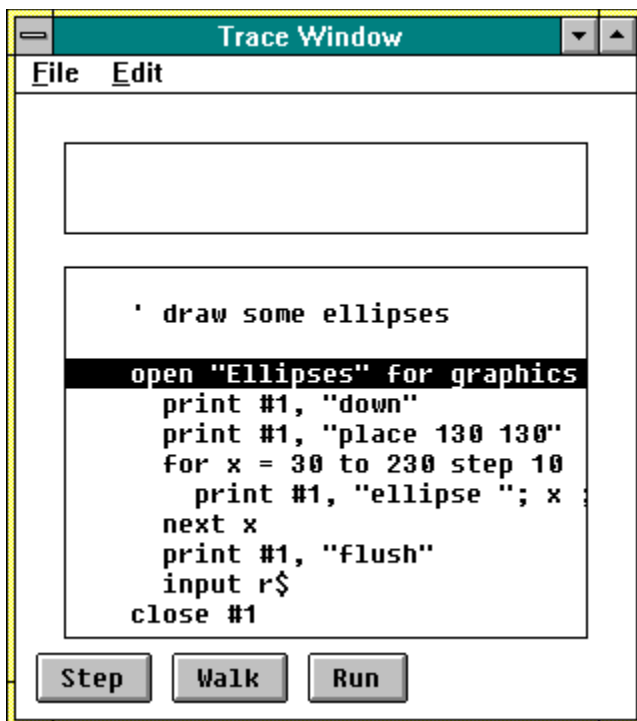 Trace Window
File Edit
' draw some ellipses
open "Ellipses" for graphics
print #1, "down"
print #1, "place 130 130"
for x = 30 to 230 step 10
print #1, "ellipse "; x ;
next x
print #1, "flush"
input r$
close #1
Step Walk Run